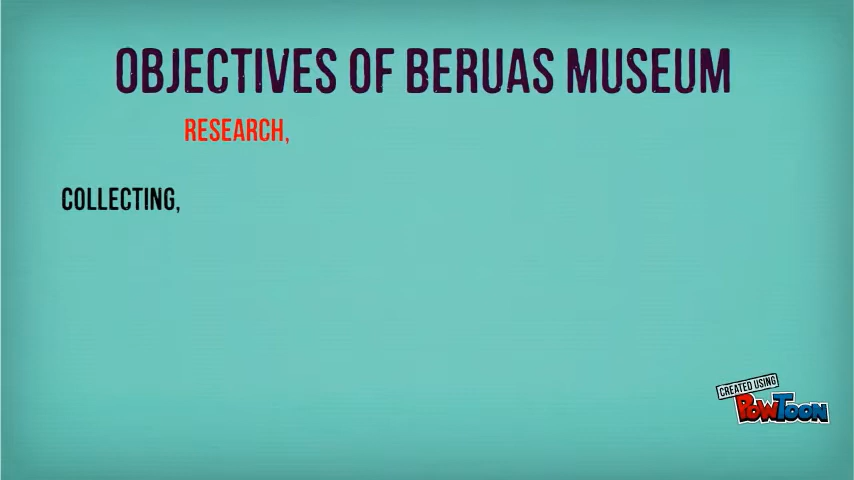 OBJECTIVES OF BERUAS MUSEUM
RESEARCH,
COLLECTING,
CREATED USING
POWTOON